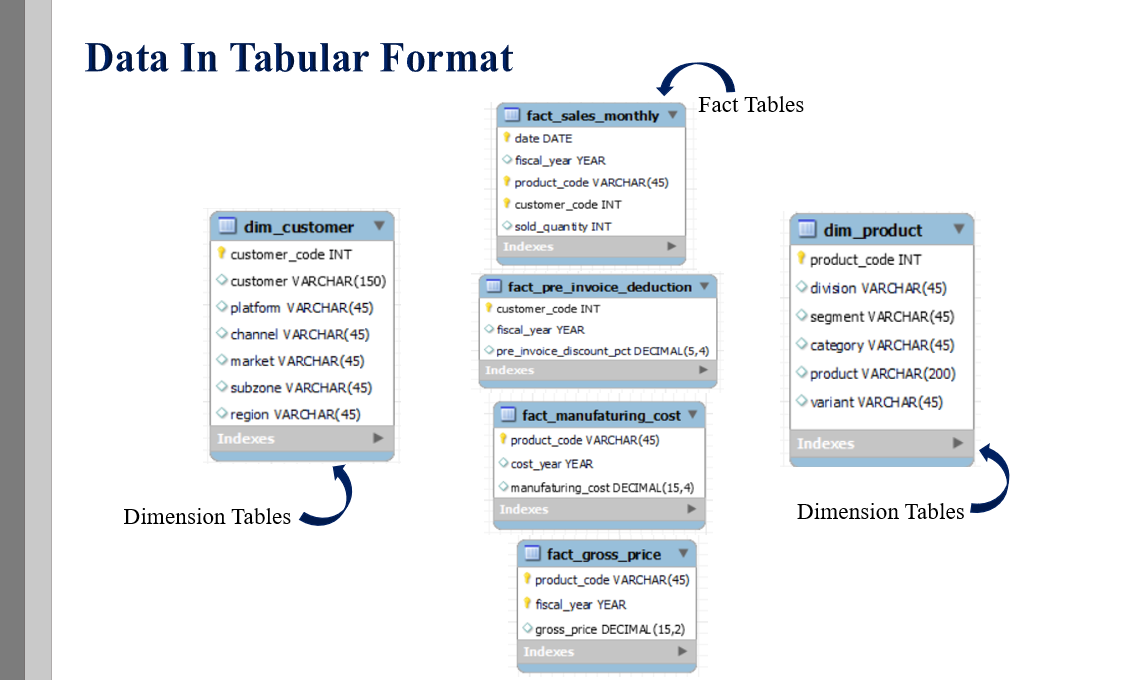 Data In Tabular Format
Fact Tables
fact_sales_monthly
date DATE
fiscal_year YEAR
product_code VARCHAR(45)
customer_code INT
sold_quantity INT
Indexes
dim_customer
customer_code INT
customer VARCHAR(150)
platform VARCHAR(45)
channel VARCHAR(45)
market VARCHAR(45)
subzone VARCHAR(45)
region VARCHAR(45)
Indexes
Dimension Tables
fact_pre_invoice_deduction
customer_code INT
fiscal_year YEAR
pre_invoice_discount_pct DECIMAL(5,4)
Indexes
fact_manufaturing_cost
product_code VARCHAR(45)
cost_year YEAR
manufaturing_cost DECIMAL(15,4)
Indexes
fact_gross_price
product_code VARCHAR(45)
fiscal_year YEAR
gross_price DECIMAL(15,2)
Indexes
dim_product
product_code INT
division VARCHAR(45)
segment VARCHAR(45)
category VARCHAR(45)
product VARCHAR(200)
variant VARCHAR(45)
Indexes
Dimension Tables